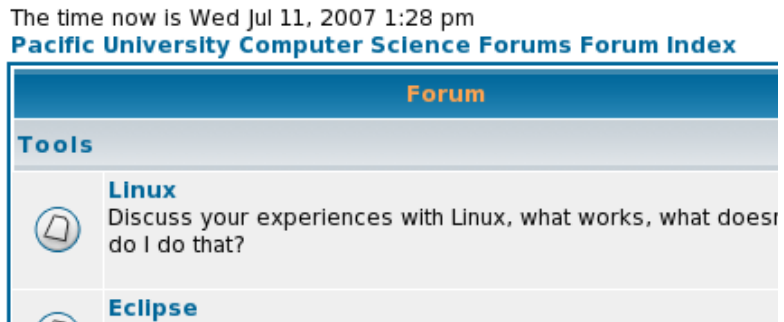 The time now is Wed Jul 11, 2007 1:28 pm
Pacific University Computer Science Forums Forum Index
Forum
Tools
Linux
Discuss your experiences with Linux, what works, what doesn
do I do that?
Eclipse